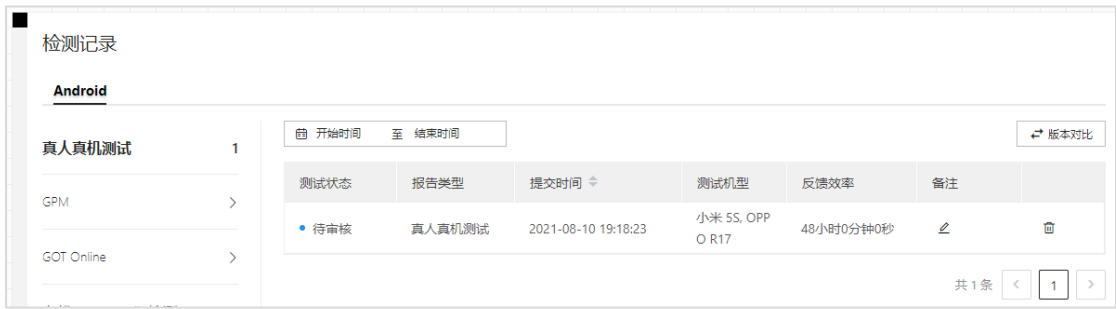 检测记录
Android
真人真机测试 1
GPM
GOT Online
开始时间 至 结束时间
版本对比
测试状态 报告类型 提交时间 测试机型 反馈效率 备注
待审核 真人真机测试 2021-08-10 19:18:23 小米 5S, OPP
O R17 48小时0分钟0秒
共 1 条 1